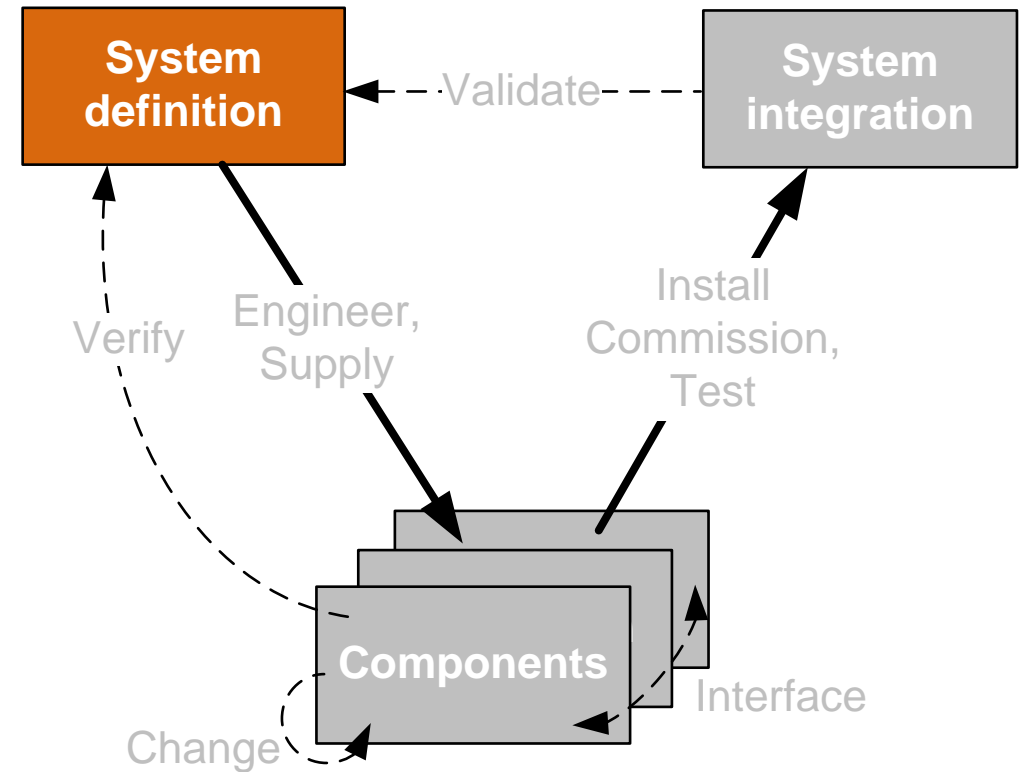 System
definition
Validate
System
integration
Verify
Engineer,
Supply
Install
Commission,
Test
Components
Interface
Change